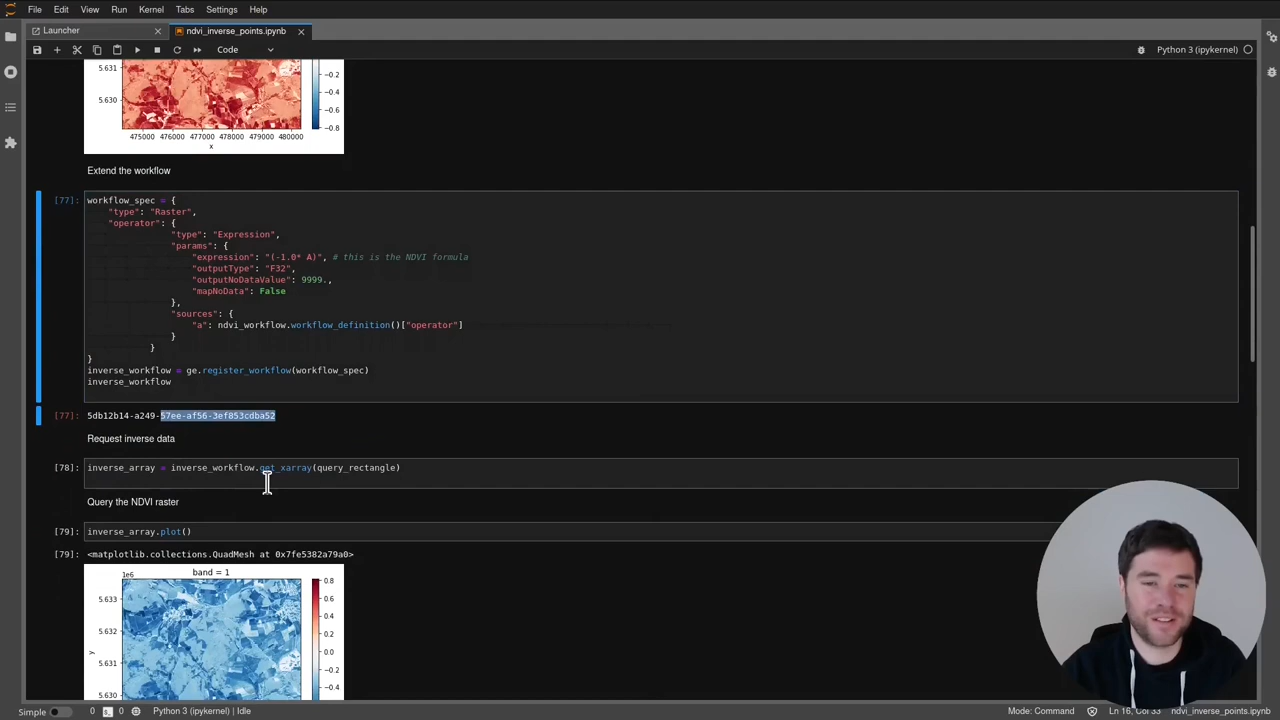 File Edit View Run Kernel Tabs Settings Help
Launcher
ndvi_inverse_points.ipynb
Code
Python 3 (ipykernel)
5.631
5.630
475000 476000 477000 478000 479000 480000
x
−0.2
−0.4
−0.6
−0.8
Extend the workflow
[77]:
workflow_spec = {
"type": "Raster",
"operator": {
"type": "Expression",
"params": {
"expression": "(-1.0* A)", # this is the NDVI formula
"outputType": "F32",
"outputNoDataValue": 9999.,
"mapNoData": False
},
"sources": {
"a": ndvi_workflow.workflow_definition()["operator"]
}
}
}
inverse_workflow = ge.register_workflow(workflow_spec)
inverse_workflow
[77]: 5db12b14-a249-57ee-af56-3ef853cdba52
Request inverse data
[78]: inverse_array = inverse_workflow.get_xarray(query_rectangle)
Query the NDVI raster
[79]: inverse_array.plot()
[79]: <matplotlib.collections.QuadMesh at 0x7fe5382a79a0>
1e6
band = 1
5.633
5.632
5.631
5.630
y
0.8
0.6
0.4
0.2
0.0
−0.2
−0.4
Simple 0 0 Python 3 (ipykernel) | Idle
Mode: Command Ln 16, Col 33 ndvi_inverse_points.ipynb